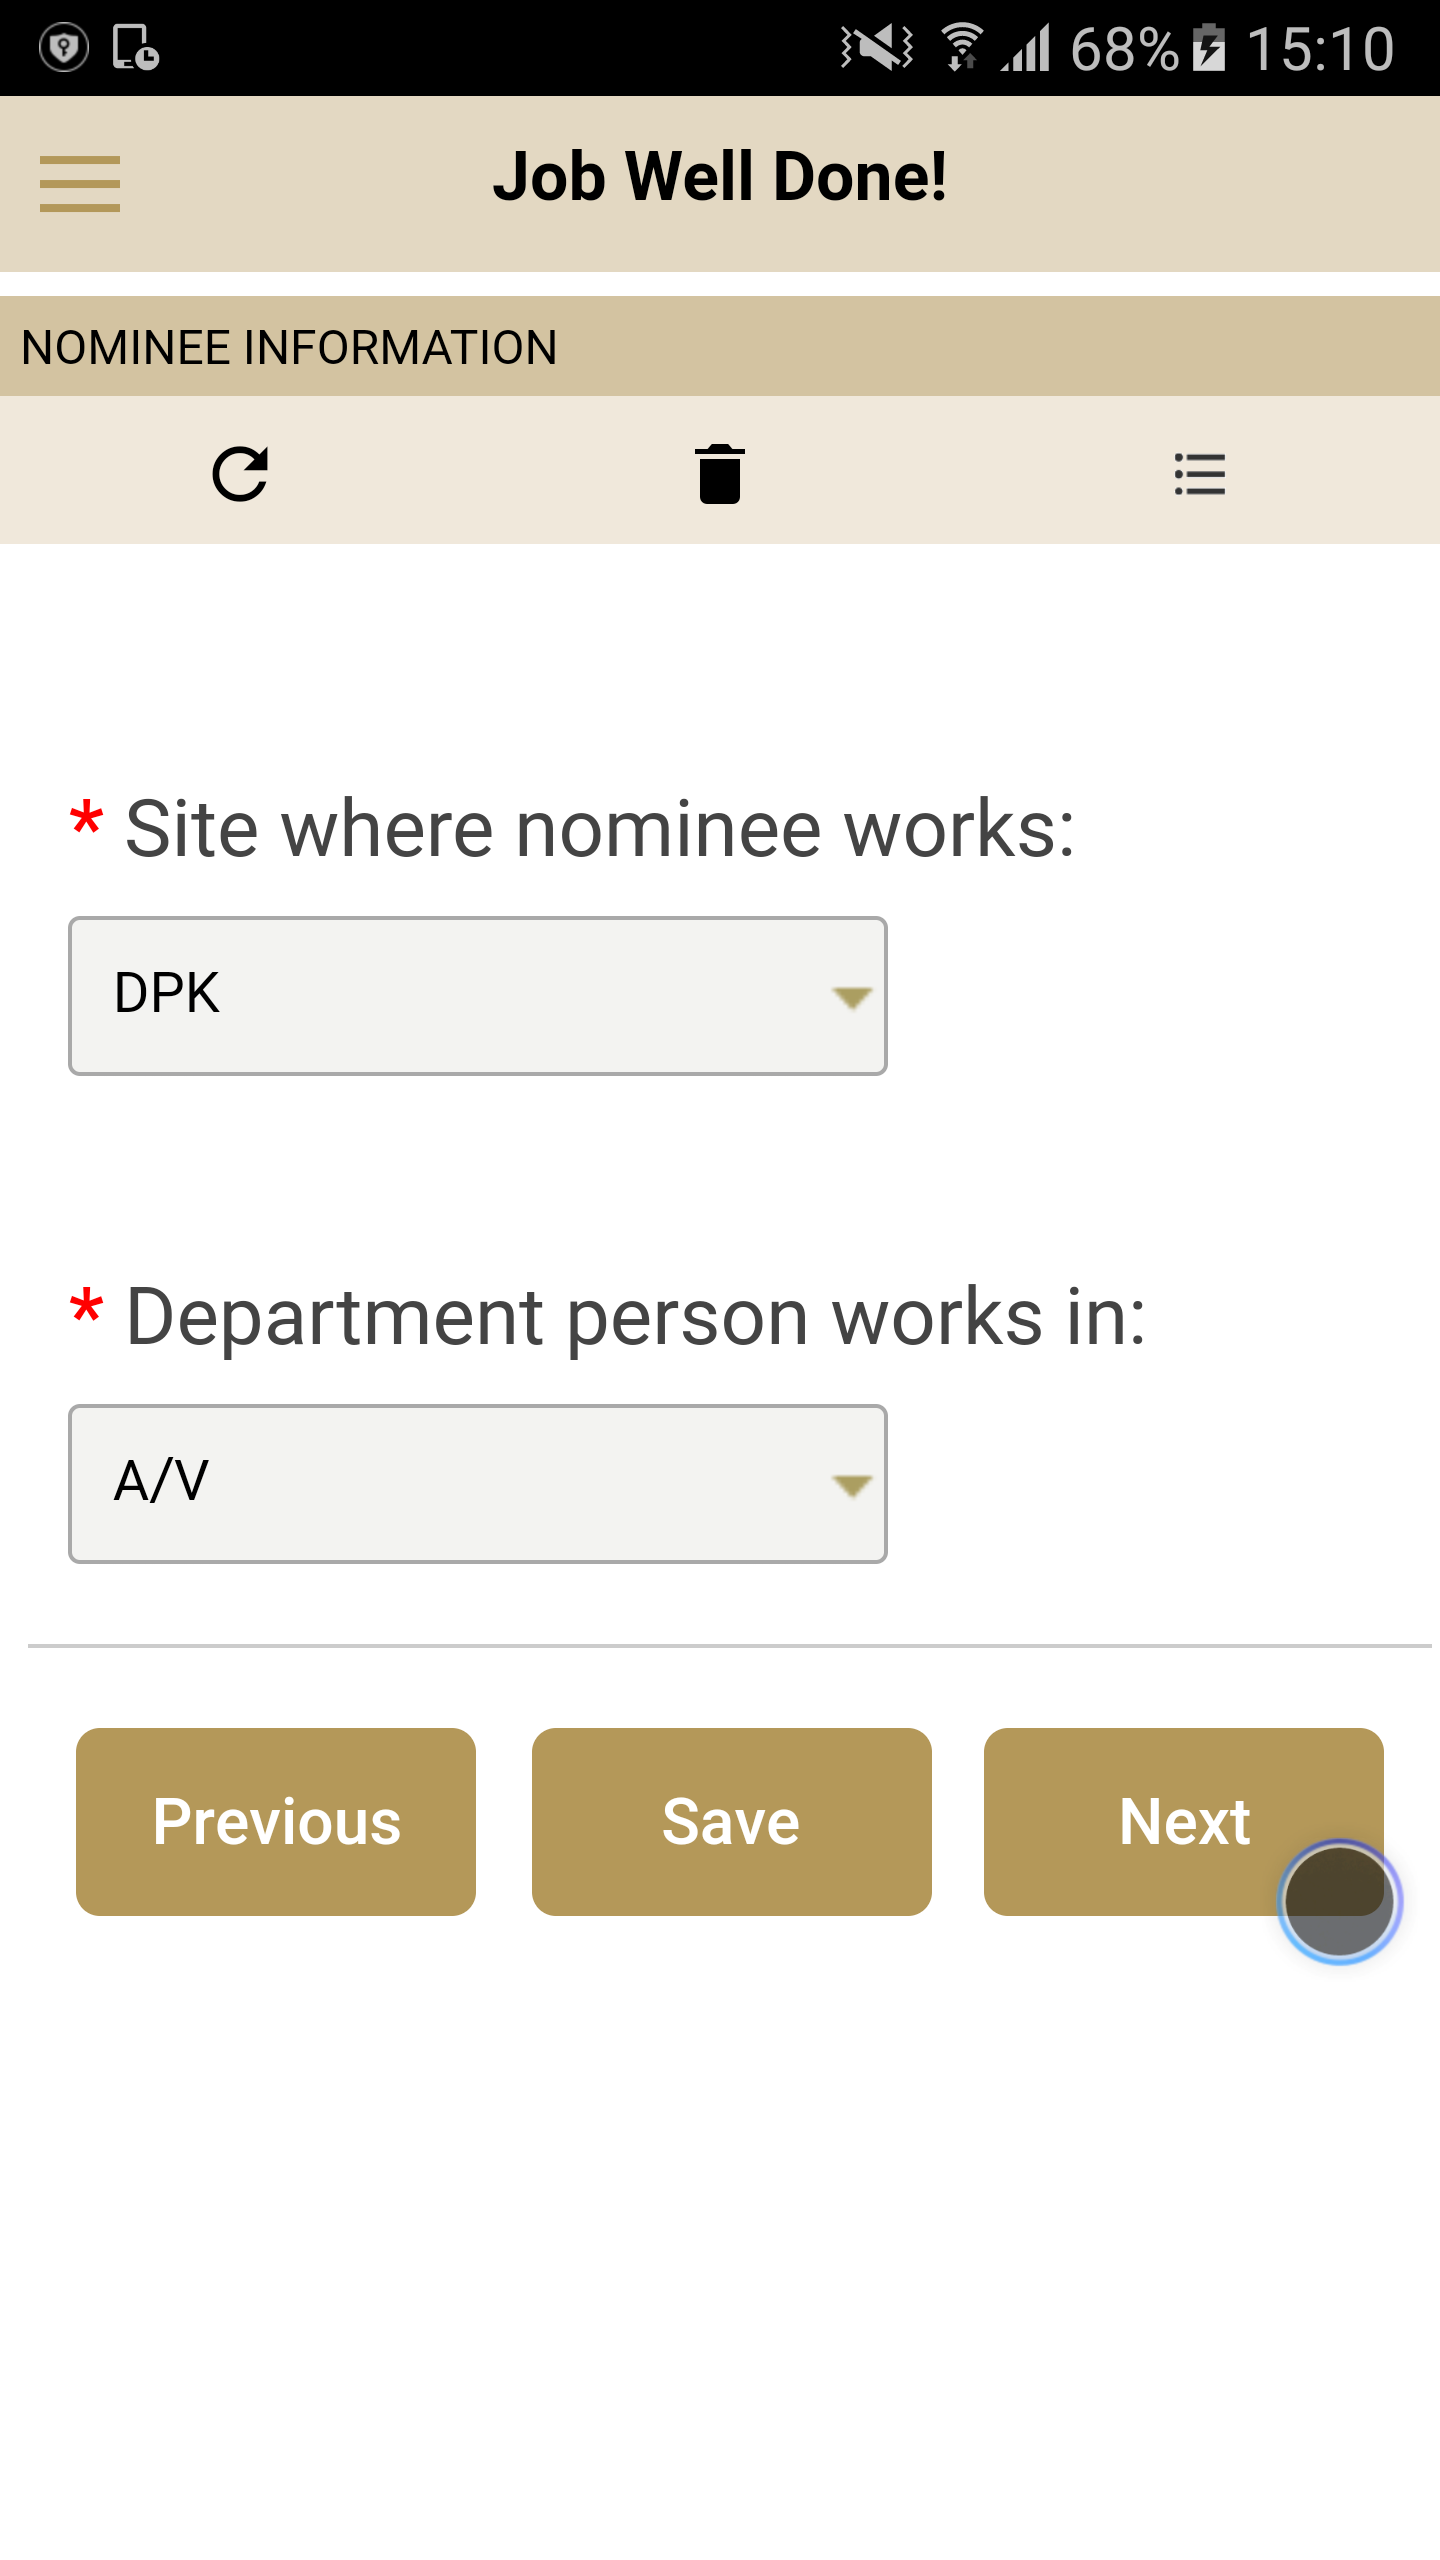 68% 15:10
Job Well Done!
NOMINEE INFORMATION
* Site where nominee works:
DPK
* Department person works in:
A/V
Previous Save Next